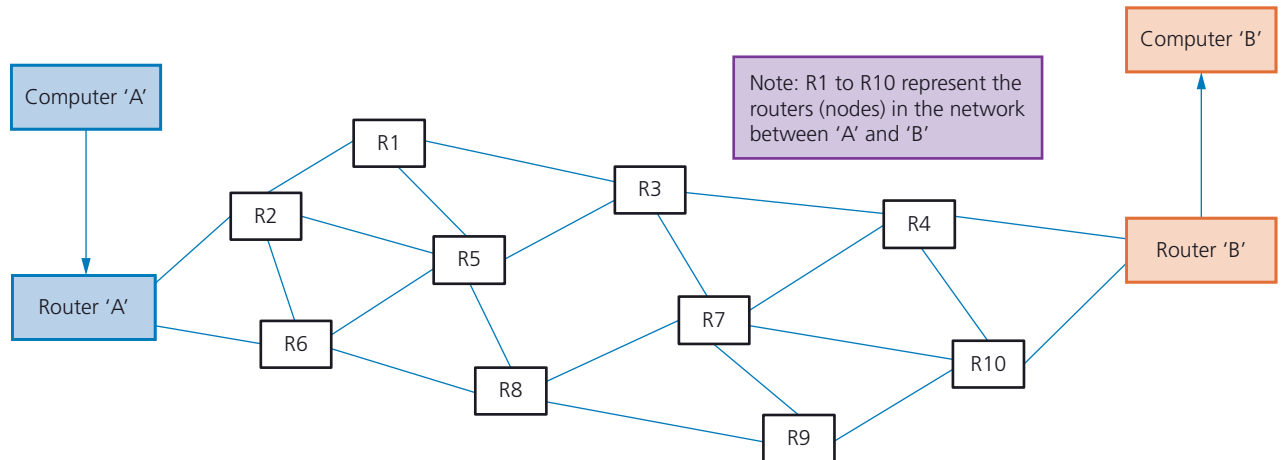 Computer ‘B’
Computer ‘A’
Note: R1 to R10 represent the
routers (nodes) in the network
between ‘A’ and ‘B’
R1
R3
R2
R4
R5
Router ‘B’
Router ‘A’
R7
R6
R10
R8
R9